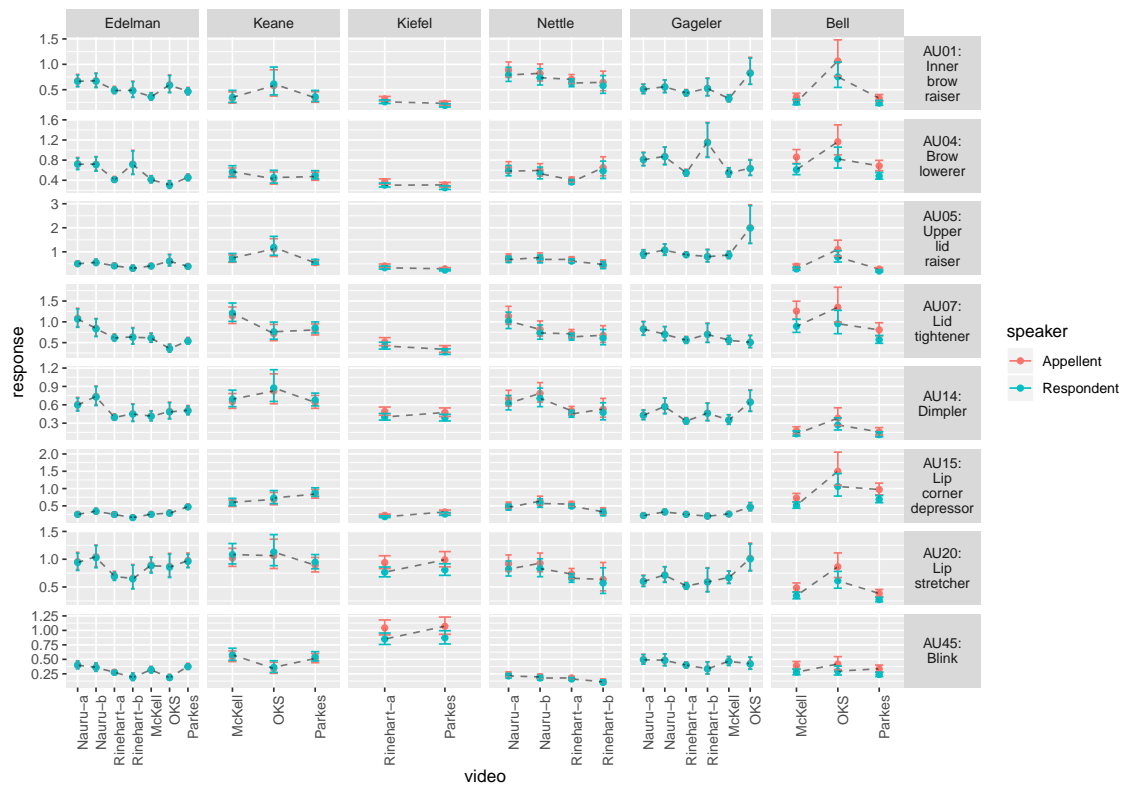 Edelman Keane Kiefel Nettle Gageler Bell
1.5
1.0
0.5
AU01:
Inner
brow
raiser
1.6
1.2
0.8
0.4
AU04:
Brow
lowerer
3
2
1
AU05:
Upper
lid
raiser
1.5
1.0
0.5
AU07:
Lid
tightener
1.2
0.9
0.6
0.3
AU14:
Dimpler
2.0
1.5
1.0
0.5
AU15:
Lip
corner
depressor
1.5
1.0
0.5
AU20:
Lip
stretcher
1.25
1.00
0.75
0.50
0.25
AU45:
Blink
response
Nauru−a
Nauru−b
Rinehart−a
Rinehart−b
McKell
OKS
Parkes
McKell
OKS
Parkes
Rinehart−a
Parkes
Nauru−a
Nauru−b
Rinehart−a
Rinehart−b
Nauru−a
Nauru−b
Rinehart−a
Rinehart−b
McKell
OKS
McKell
OKS
Parkes
video
speaker
Appellent
Respondent